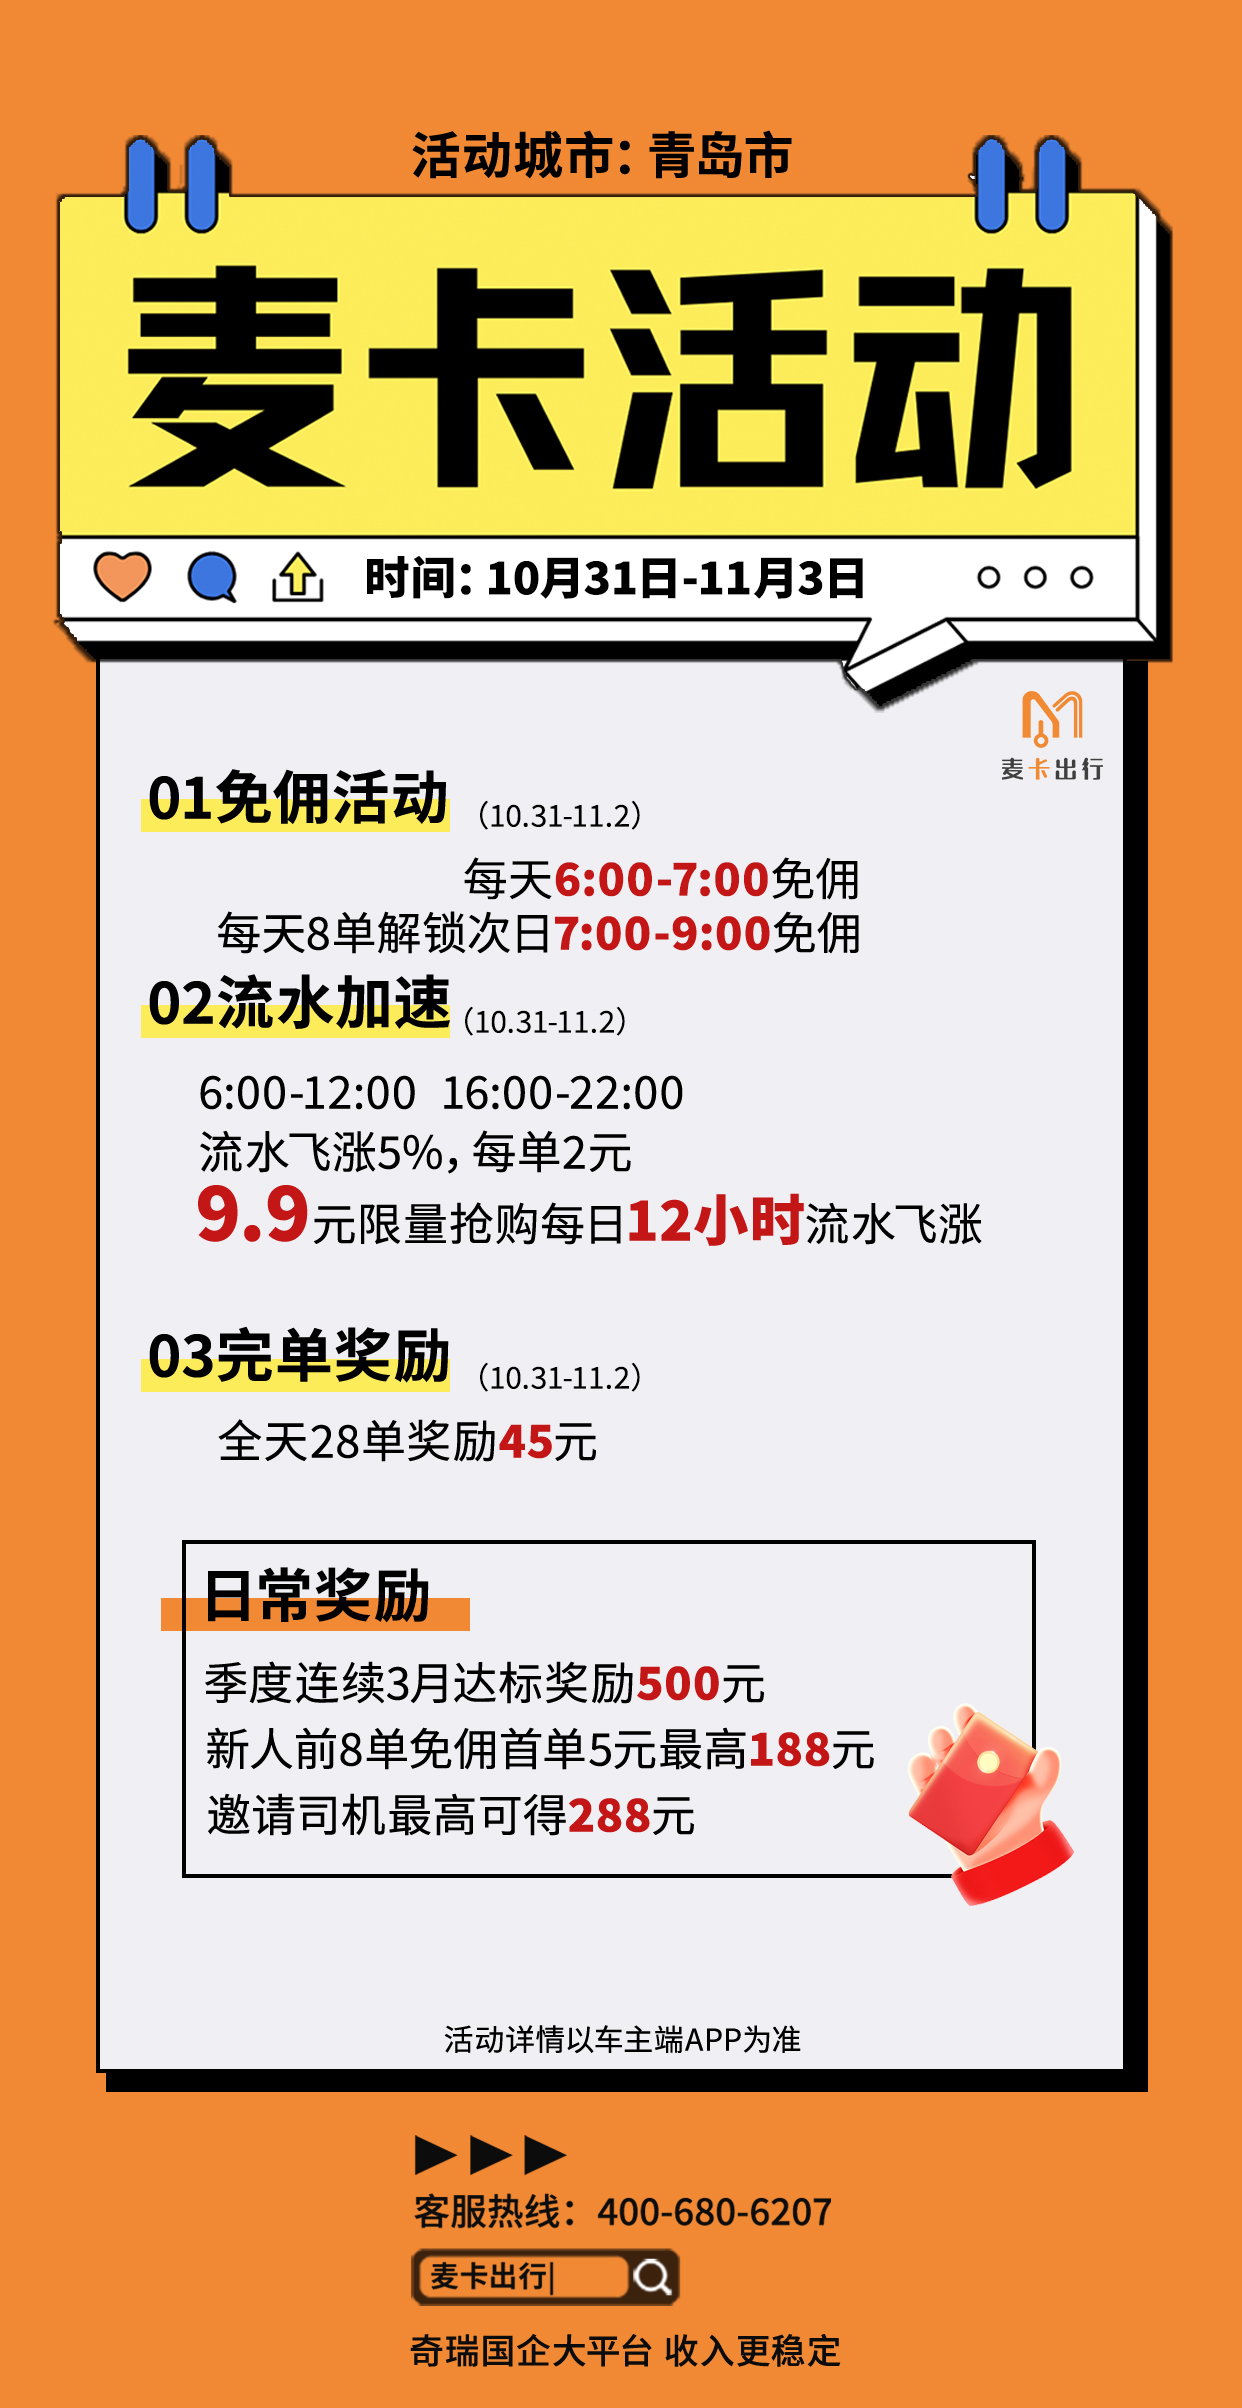 活动城市：青岛市
麦卡活动
时间：10月31日-11月3日
麦卡出行
01免佣活动（10.31-11.2）
每天6:00-7:00免佣
每天8单解锁次日7:00-9:00免佣
02流水加速（10.31-11.2）
6:00-12:00 16:00-22:00
流水飞涨5%，每单2元
9.9元限量抢购每日12小时流水飞涨
03完单奖励（10.31-11.2）
全天28单奖励45元
日常奖励
季度连续3月达标奖励500元
新人前8单免佣首单5元最高188元
邀请司机最高可得288元
活动详情以车主端APP为准
客服热线：400-680-6207
麦卡出行
奇瑞国企大平台 收入更稳定